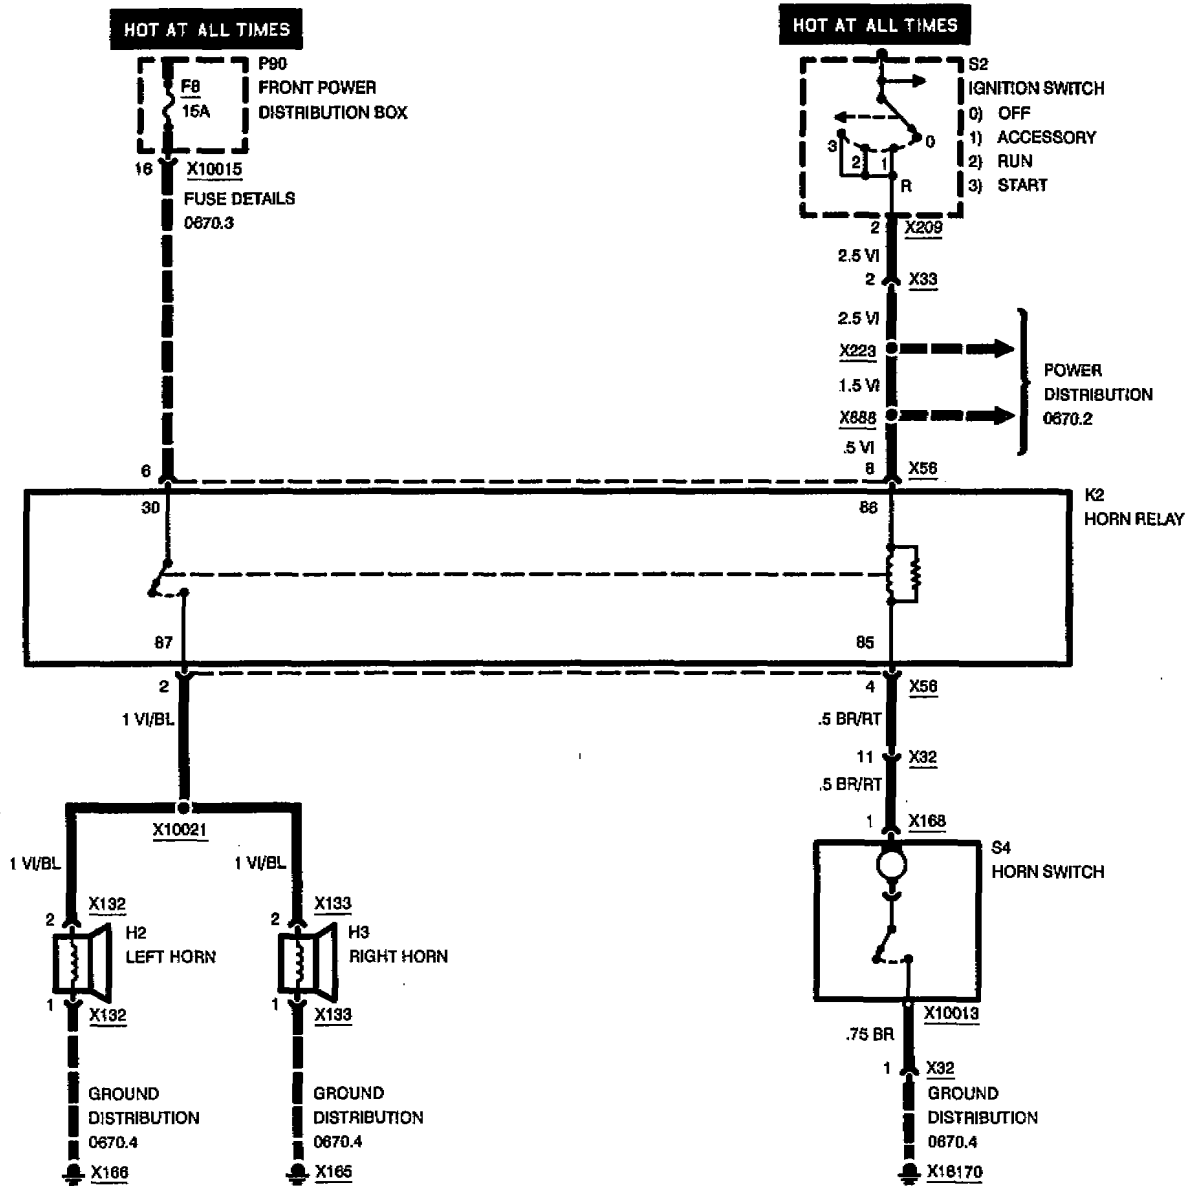 HOT AT ALL TIMES
HOT AT ALL TIMES
P90
FRONT POWER
DISTRIBUTION BOX
F8
15A
16
X10015
FUSE DETAILS
0670.3
S2
IGNITION SWITCH
0) OFF
1) ACCESSORY
2) RUN
3) START
3
2
1
0
R
2
X209
2.5 VI
2
X33
2.5 VI
X223
1.5 VI
X688
.5 VI
POWER
DISTRIBUTION
0670.2
6
8
X56
30
86
K2
HORN RELAY
87
85
2
4
X56
1 VI/BL
.5 BR/RT
11
X32
.5 BR/RT
X10021
1
X168
1 VI/BL
1 VI/BL
S4
HORN SWITCH
2
X132
H2
LEFT HORN
1
X132
2
X133
H3
RIGHT HORN
1
X133
X10013
.75 BR
1
X32
GROUND
DISTRIBUTION
0670.4
GROUND
DISTRIBUTION
0670.4
GROUND
DISTRIBUTION
0670.4
X166
X165
X18170